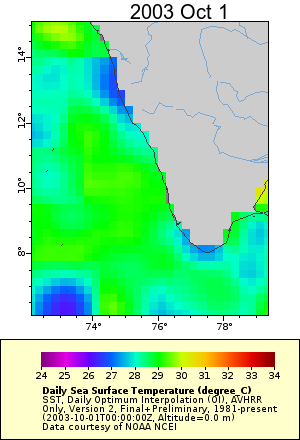 2003 Oct 1
14°
12°
10°
8°
74° 76° 78°
24 25 26 27 28 29 30 31 32 33 34
Daily Sea Surface Temperature (degree_C)
SST, Daily Optimum Interpolation (OI), AVHRR
Only, Version 2, Final+Preliminary, 1981-present
(2003-10-01T00:00:00Z, Altitude=0.0 m)
Data courtesy of NOAA NCEI